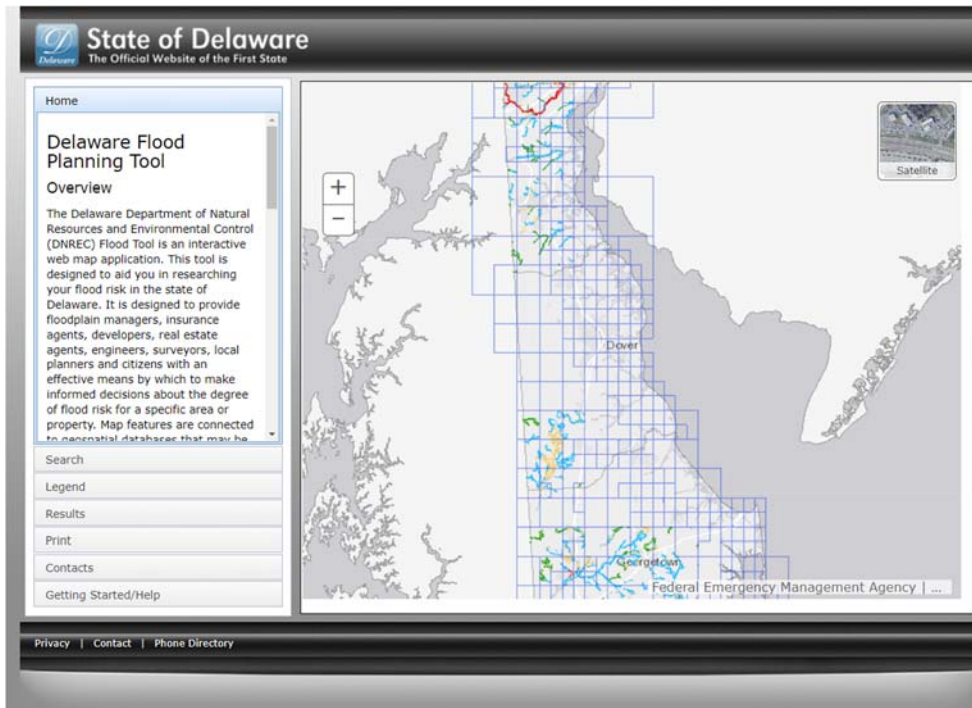 Delaware
State of Delaware
The Official Website of the First State
Home
Delaware Flood
Planning Tool
Overview
The Delaware Department of Natural
Resources and Environmental Control
(DNREC) Flood Tool is an interactive
web map application. This tool is
designed to aid you in researching
your flood risk in the state of
Delaware. It is designed to provide
floodplain managers, insurance
agents, developers, real estate
agents, engineers, surveyors, local
planners and citizens with an
effective means by which to make
informed decisions about the degree
of flood risk for a specific area or
property. Map features are connected
to geospatial databases that may be
Search
Legend
Results
Print
Contacts
Getting Started/Help
+
−
Satellite
Dover
Georgetown
Federal Emergency Management Agency | ...
Privacy | Contact | Phone Directory